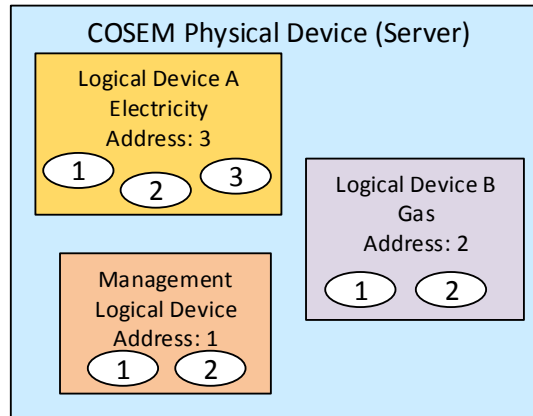 COSEM Physical Device (Server)
Logical Device A
Electricity
Address: 3
1
2
3
Logical Device B
Gas
Address: 2
1
2
Management
Logical Device
Address: 1
1
2